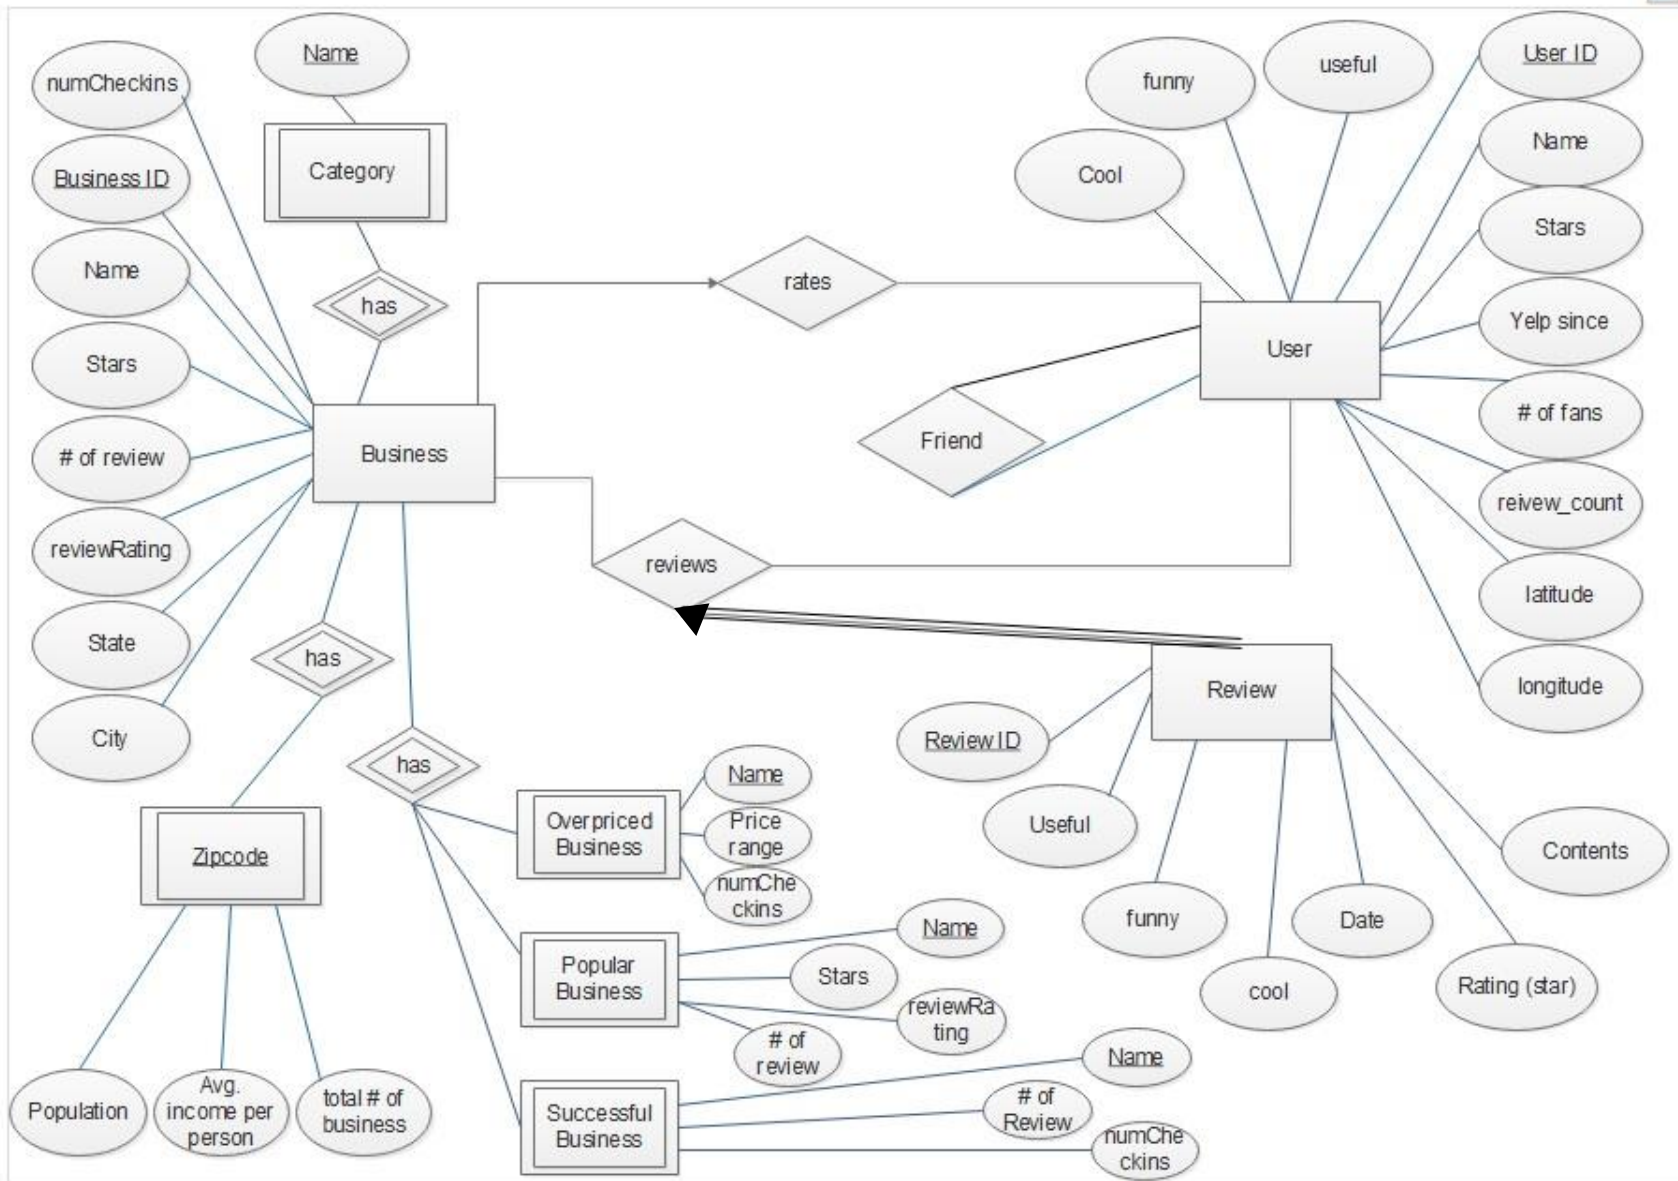 Name
numCheckins
Business ID
Name
Stars
# of review
reviewRating
State
City
Category
has
Business
has
has
Zipcode
Population
Avg.
income per
person
total # of
business
rates
Friend
reviews
Cool
funny
useful
User
User ID
Name
Stars
Yelp since
# of fans
reivew_count
latitude
longitude
Review
Review ID
Useful
funny
cool
Date
Rating (star)
Contents
Overpriced
Business
Name
Price
range
numChe
ckins
Popular
Business
Name
Stars
reviewRa
ting
# of
review
Successful
Business
Name
# of
Review
numChe
ckins